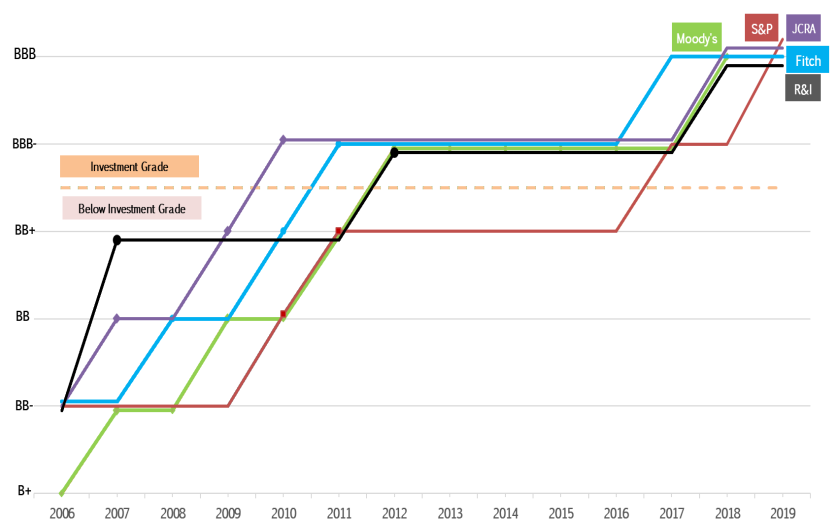 S&P
JCRA
Moody's
BBB
Fitch
R&I
BBB-
Investment Grade
Below Investment Grade
BB+
BB
BB-
B+
2006 2007 2008 2009 2010 2011 2012 2013 2014 2015 2016 2017 2018 2019